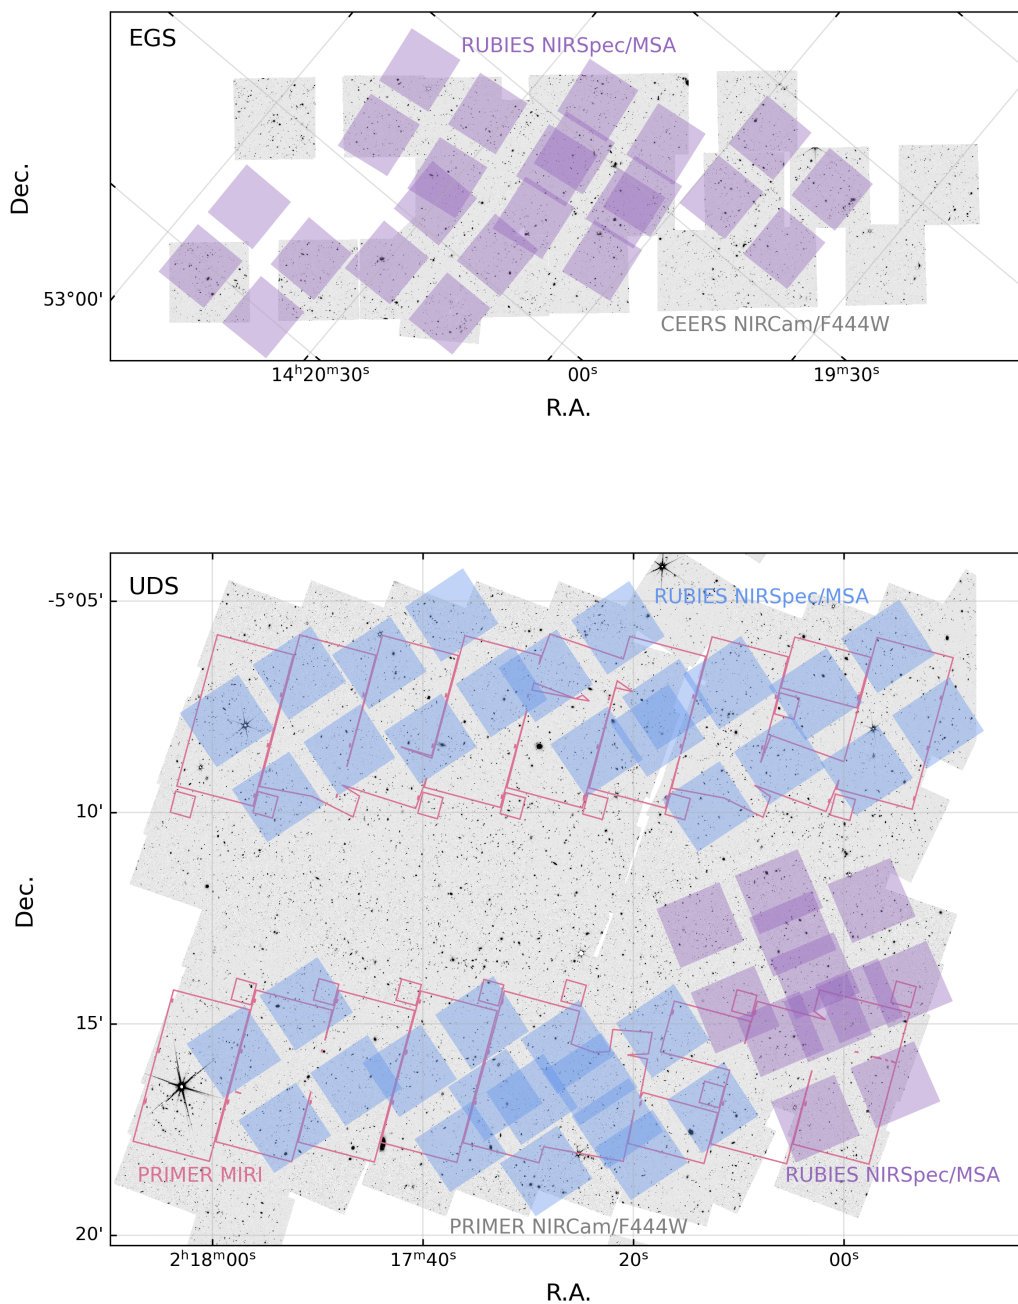 EGS
RUBIES NIRSpec/MSA
Dec.
53°00'
CEERS NIRCam/F444W
14ʰ20ᵐ30ˢ 00ˢ 19ᵐ30ˢ
R.A.
UDS
-5°05'
RUBIES NIRSpec/MSA
10'
Dec.
15'
PRIMER MIRI
RUBIES NIRSpec/MSA
PRIMER NIRCam/F444W
20'
2ʰ18ᵐ00ˢ 17ᵐ40ˢ 20ˢ 00ˢ
R.A.